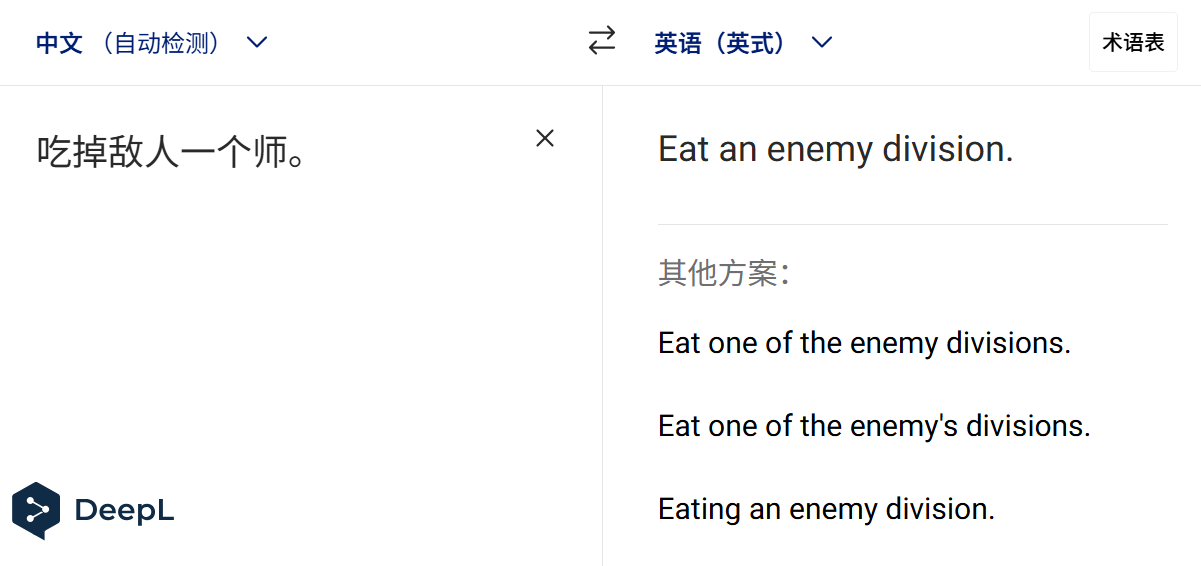 中文 （自动检测）
英语（英式）
术语表
吃掉敌人一个师。
Eat an enemy division.
其他方案：
Eat one of the enemy divisions.
Eat one of the enemy's divisions.
Eating an enemy division.
DeepL